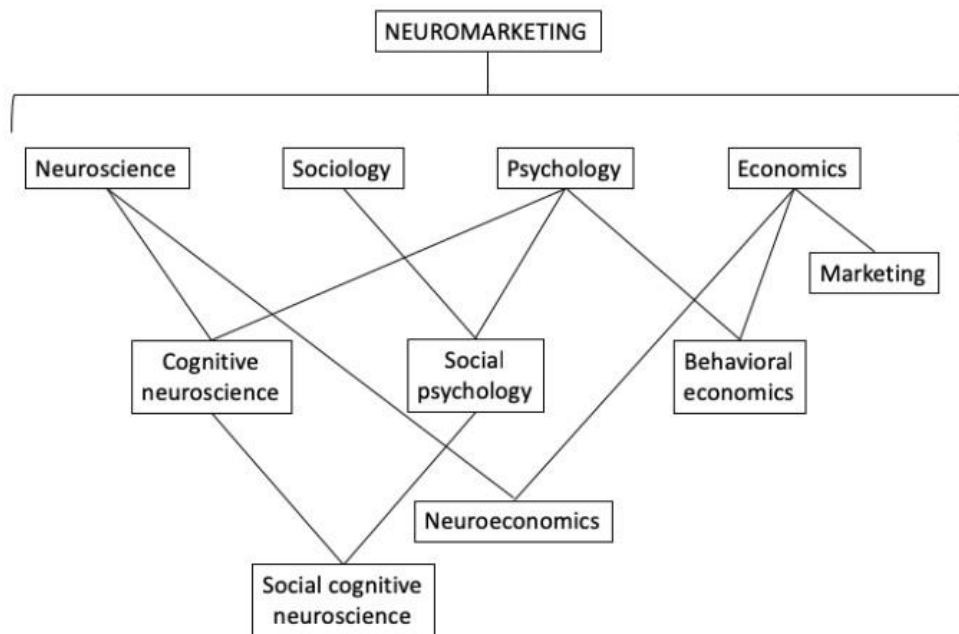 NEUROMARKETING
Neuroscience
Sociology
Psychology
Economics
Marketing
Cognitive
neuroscience
Social
psychology
Behavioral
economics
Neuroeconomics
Social cognitive
neuroscience